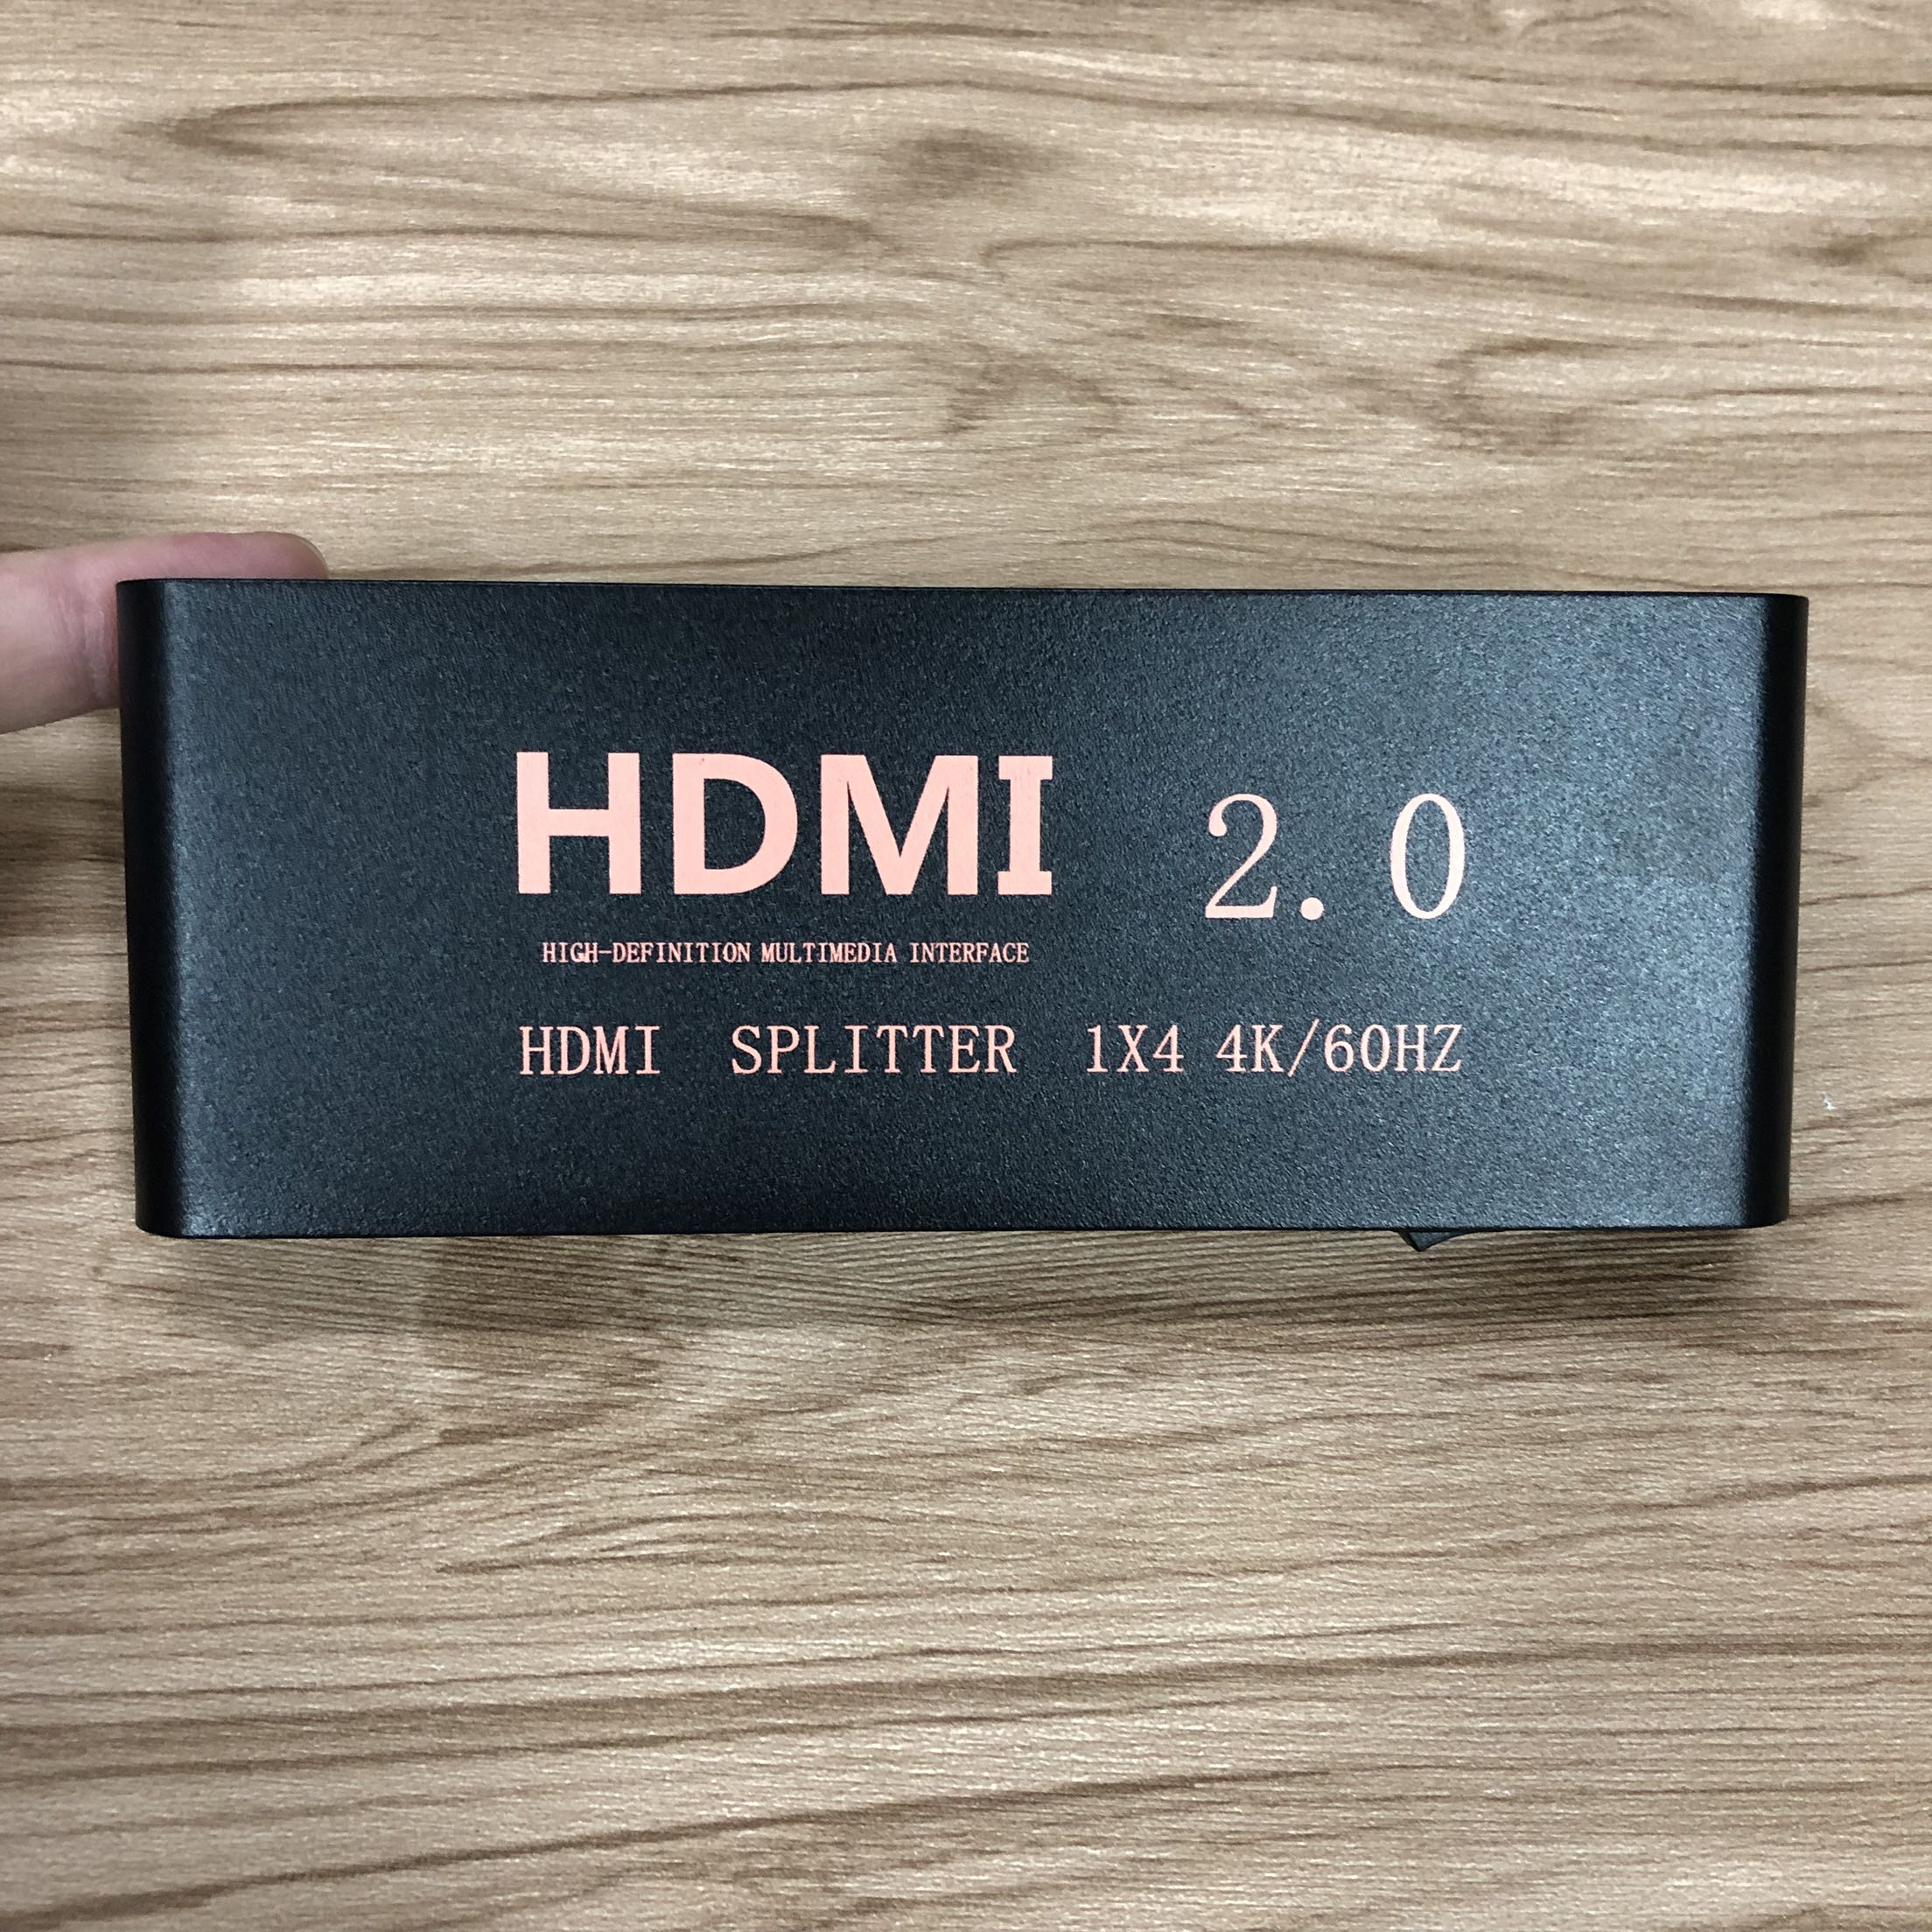 HDMI 2.0
HIGH-DEFINITION MULTIMEDIA INTERFACE
HDMI SPLITTER 1X4 4K/60HZ